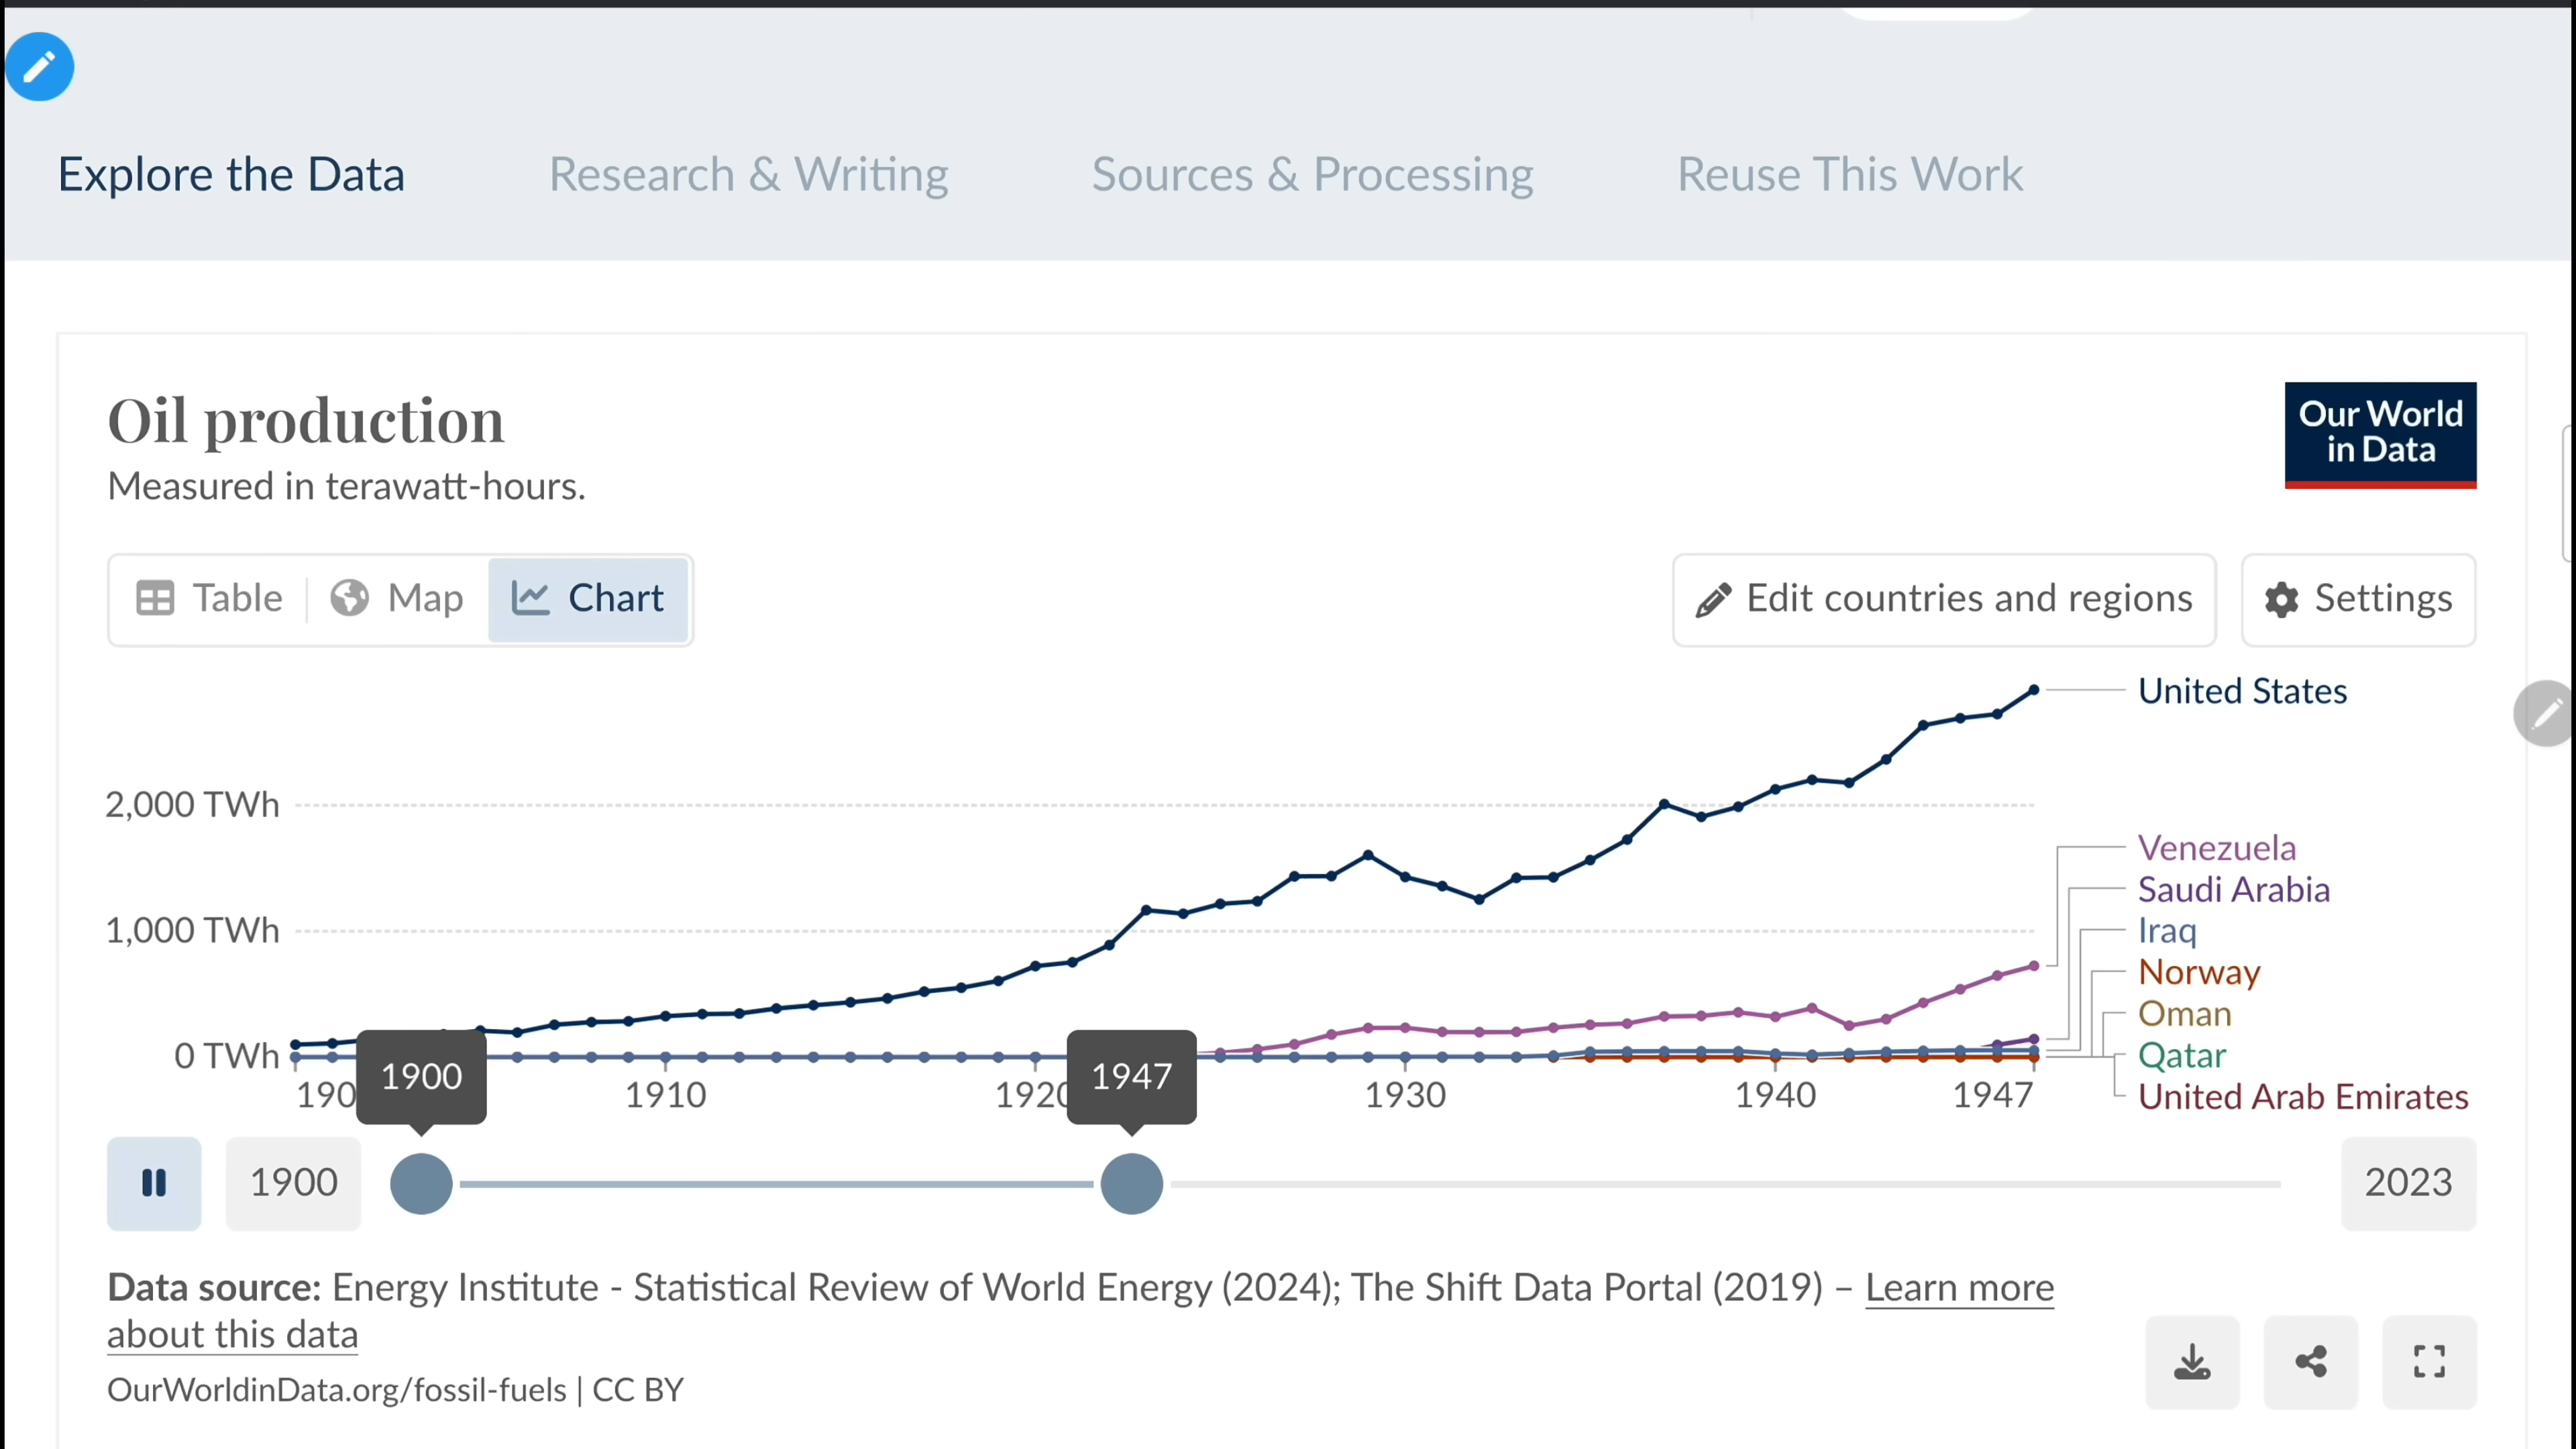 Explore the Data
Research & Writing
Sources & Processing
Reuse This Work
Oil production
Measured in terawatt-hours.
Our World
in Data
Table
Map
Chart
Edit countries and regions
Settings
2,000 TWh
1,000 TWh
0 TWh
United States
Venezuela
Saudi Arabia
Iraq
Norway
Oman
Qatar
United Arab Emirates
190
1910
1920
1930
1940
1947
1900
1947
1900
2023
Data source: Energy Institute - Statistical Review of World Energy (2024); The Shift Data Portal (2019) – Learn more
about this data
OurWorldinData.org/fossil-fuels | CC BY